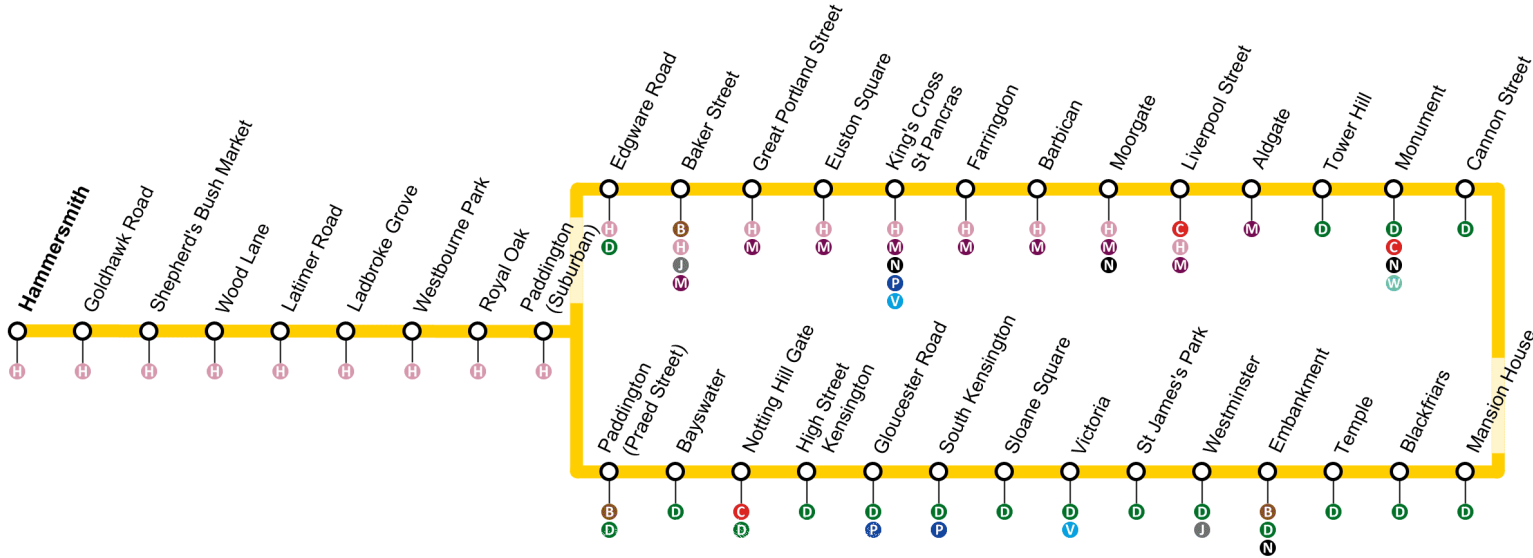 Hammersmith
Goldhawk Road
Shepherd's Bush Market
Wood Lane
Latimer Road
Ladbroke Grove
Westbourne Park
Royal Oak
Paddington
(Suburban)
H
H
H
H
H
H
H
H
H
Edgware Road
Baker Street
Great Portland Street
Euston Square
King's Cross
St Pancras
Farringdon
Barbican
Moorgate
Liverpool Street
Aldgate
Tower Hill
Monument
Cannon Street
H
D
B
H
J
M
H
M
H
M
H
M
N
P
V
H
M
H
M
H
M
N
C
H
M
M
D
D
C
N
W
D
Paddington
(Praed Street)
Bayswater
Notting Hill Gate
High Street
Kensington
Gloucester Road
South Kensington
Sloane Square
Victoria
St James's Park
Westminster
Embankment
Temple
Blackfriars
Mansion House
B
D
D
C
D
D
D
P
D
P
D
D
V
D
D
J
B
D
N
D
D
D